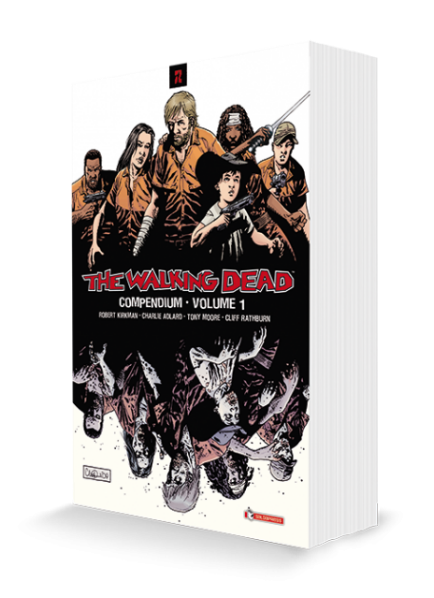 THE WALKING DEAD
COMPENDIUM • VOLUME 1
ROBERT KIRKMAN • CHARLIE ADLARD • TONY MOORE • CLIFF RATHBURN